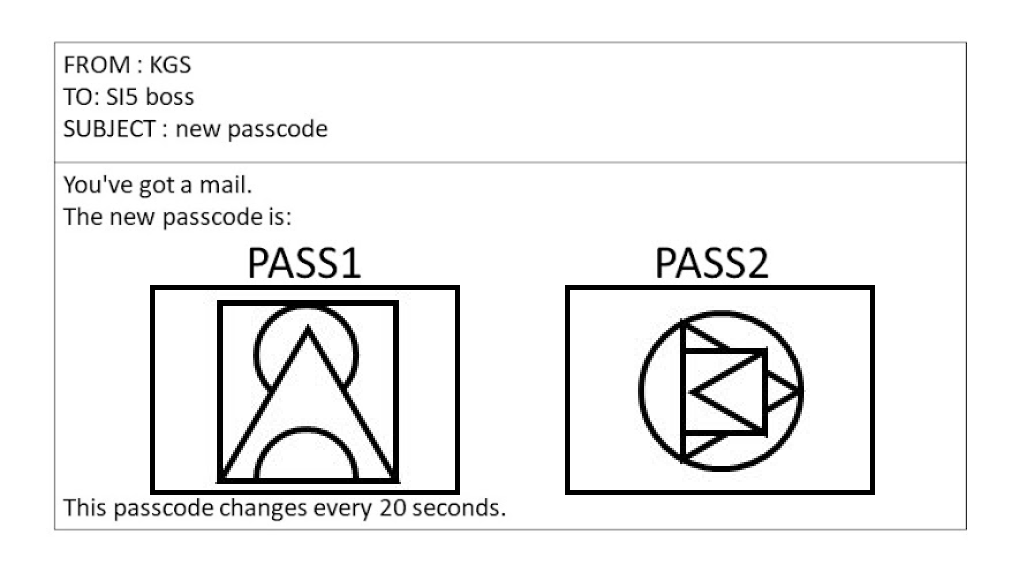 FROM : KGS
TO: SI5 boss
SUBJECT : new passcode
You've got a mail.
The new passcode is:
PASS1
PASS2
This passcode changes every 20 seconds.